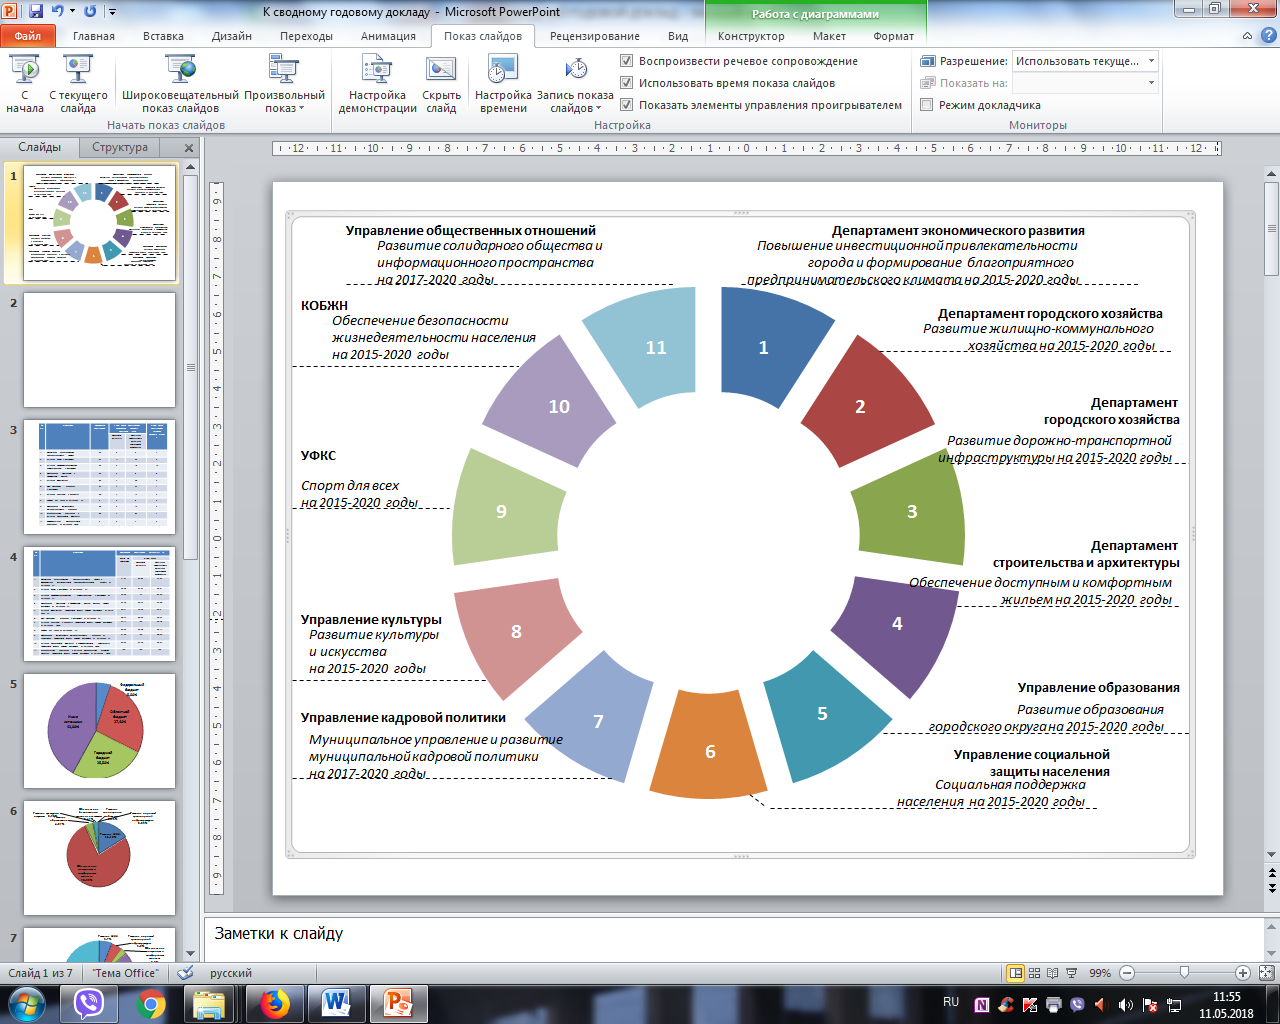 К сводному годовому докладу - Microsoft PowerPoint
Работа с диаграммами
Файл Главная Вставка Дизайн Переходы Анимация Показ слайдов Рецензирование Вид Конструктор Макет Формат
С начала
С текущего слайда
Широковещательный показ слайдов
Произвольный показ
Начать показ слайдов
Настройка демонстрации
Скрыть слайд
Настройка времени
Запись показа слайдов
Воспроизвести речевое сопровождение
Использовать время показа слайдов
Показать элементы управления проигрывателем
Настройка
Разрешение: Использовать текуще...
Показать на:
Режим докладчика
Мониторы
Слайды Структура
1
2
3
4
5
6
7
Управление общественных отношений
Развитие солидарного общества и
информационного пространства
на 2017-2020 годы
Департамент экономического развития
Повышение инвестиционной привлекательности
города и формирование благоприятного
предпринимательского климата на 2015-2020 годы
КОБЖН
Обеспечение безопасности
жизнедеятельности населения
на 2015-2020 годы
Департамент городского хозяйства
Развитие жилищно-коммунального
хозяйства на 2015-2020 годы
Департамент
городского хозяйства
Развитие дорожно-транспортной
инфраструктуры на 2015-2020 годы
УФКС
Спорт для всех
на 2015-2020 годы
Департамент
строительства и архитектуры
Обеспечение доступным и комфортным
жильем на 2015-2020 годы
Управление культуры
Развитие культуры
и искусства
на 2015-2020 годы
Управление образования
Развитие образования
городского округа на 2015-2020 годы
Управление кадровой политики
Муниципальное управление и развитие
муниципальной кадровой политики
на 2017-2020 годы
Управление социальной
защиты населения
Социальная поддержка
населения на 2015-2020 годы
1
2
3
4
5
6
7
8
9
10
11
Заметки к слайду
Слайд 1 из 7 "Тема Office" русский 99%
RU
11:55
11.05.2018